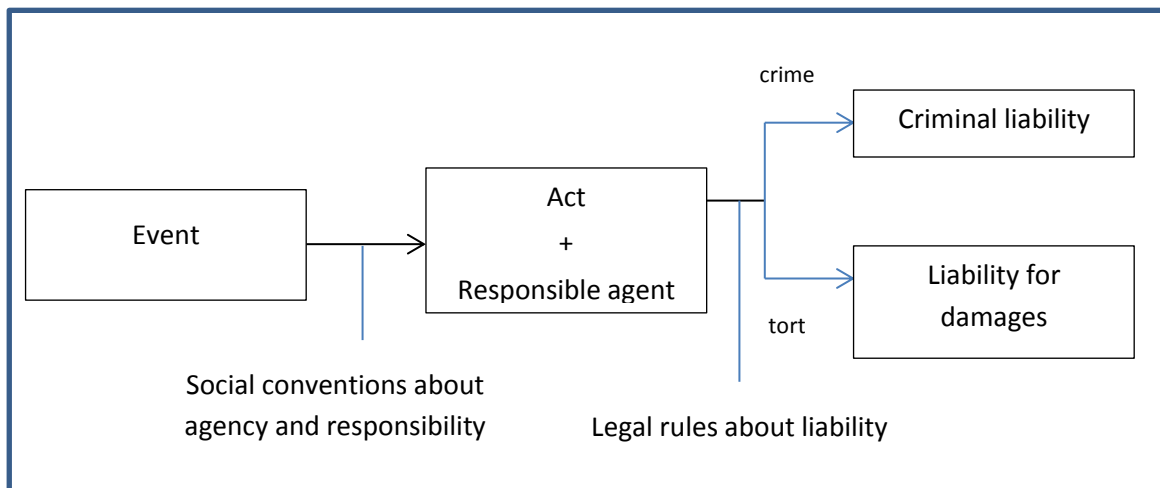 crime
Criminal liability
Event
Act
+
Responsible agent
Liability for
damages
tort
Social conventions about
agency and responsibility
Legal rules about liability